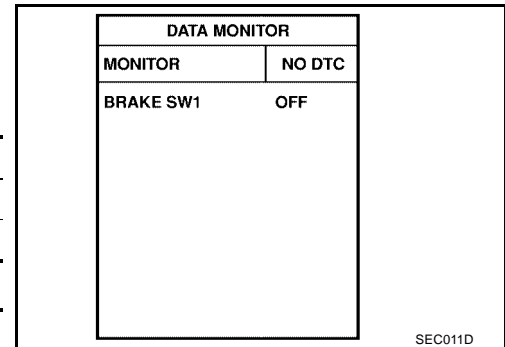 DATA MONITOR
MONITOR NO DTC
BRAKE SW1 OFF
SEC011D